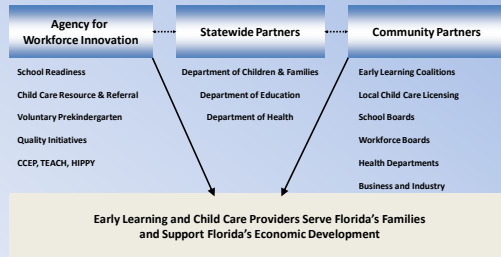 Agency for
Workforce Innovation
Statewide Partners
Community Partners
School Readiness
Child Care Resource & Referral
Voluntary Prekindergarten
Quality Initiatives
CCEP, TEACH, HIPPY
Department of Children & Families
Department of Education
Department of Health
Early Learning Coalitions
Local Child Care Licensing
School Boards
Workforce Boards
Health Departments
Business and Industry
Early Learning and Child Care Providers Serve Florida's Families
and Support Florida's Economic Development